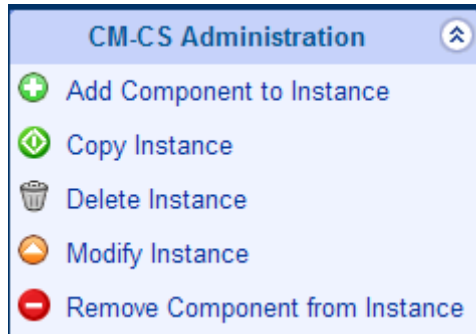 CM-CS Administration
Add Component to Instance
Copy Instance
Delete Instance
Modify Instance
Remove Component from Instance